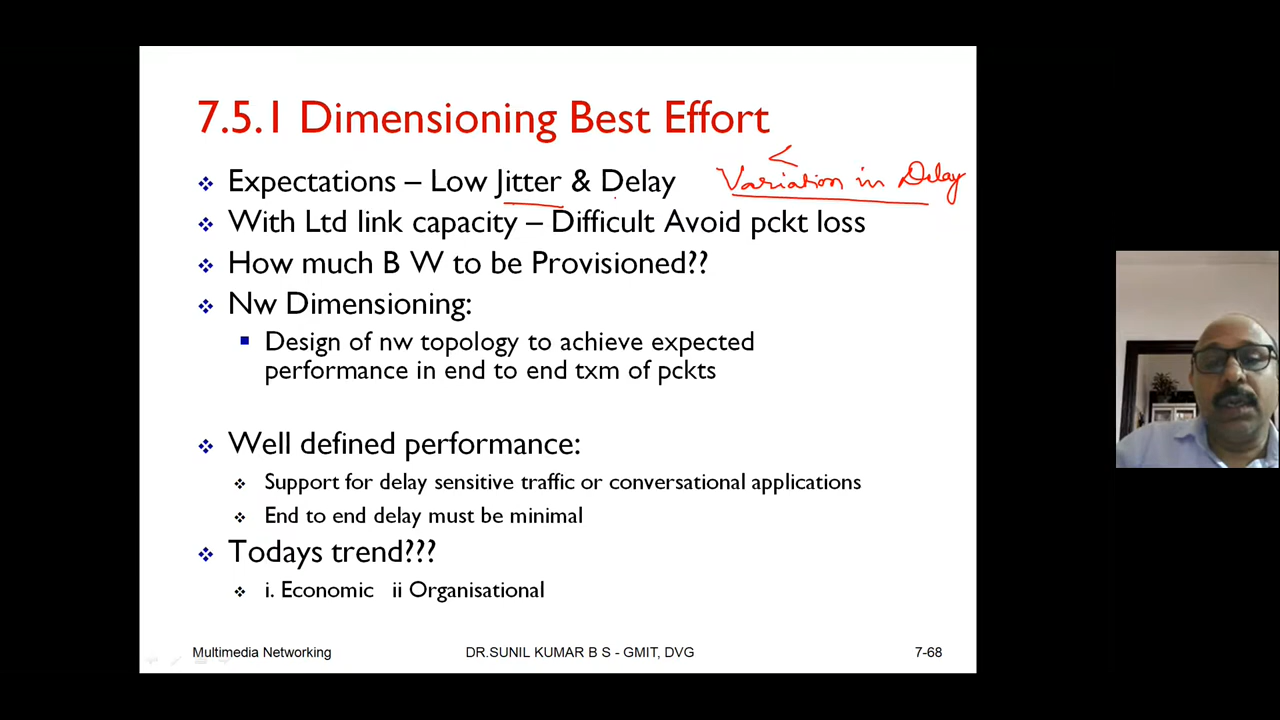 7.5.1 Dimensioning Best Effort
Expectations – Low Jitter & Delay
< Variation in Delay
With Ltd link capacity – Difficult Avoid pckt loss
How much B W to be Provisioned??
Nw Dimensioning:
Design of nw topology to achieve expected
performance in end to end txm of pckts
Well defined performance:
Support for delay sensitive traffic or conversational applications
End to end delay must be minimal
Todays trend???
i. Economic ii Organisational
Multimedia Networking DR.SUNIL KUMAR B S - GMIT, DVG 7-68